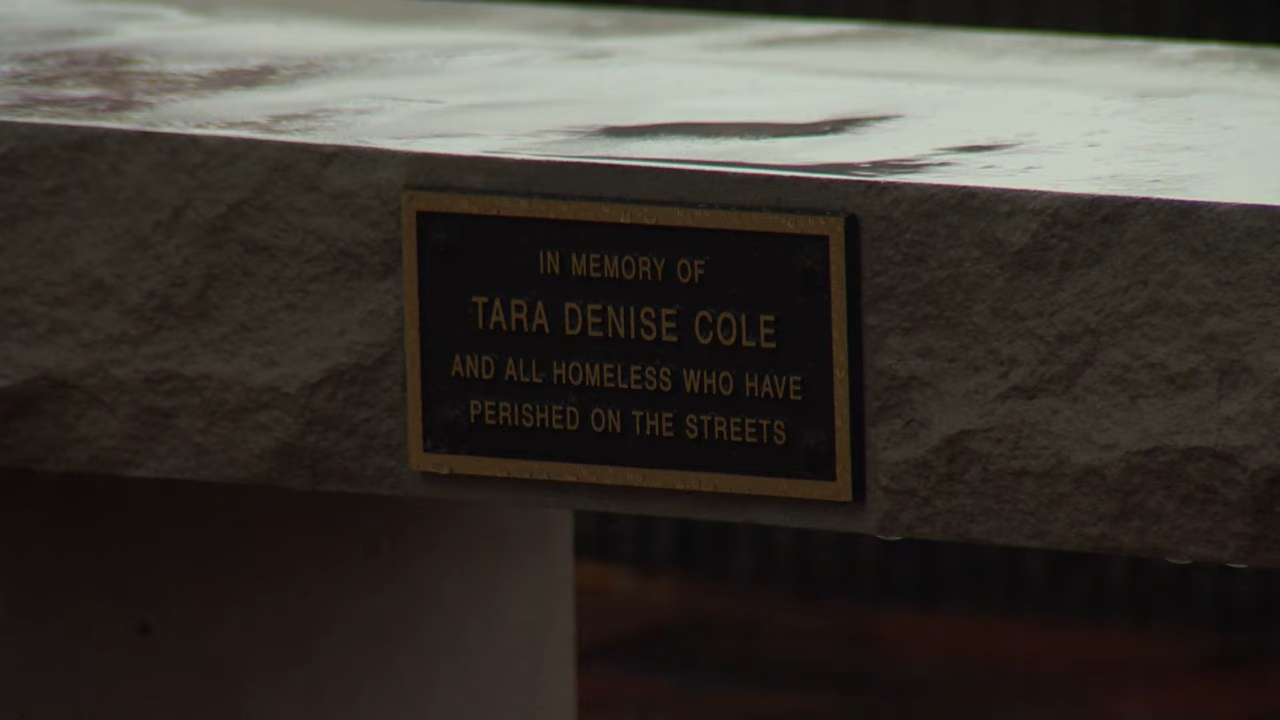 IN MEMORY OF
TARA DENISE COLE
AND ALL HOMELESS WHO HAVE
PERISHED ON THE STREETS